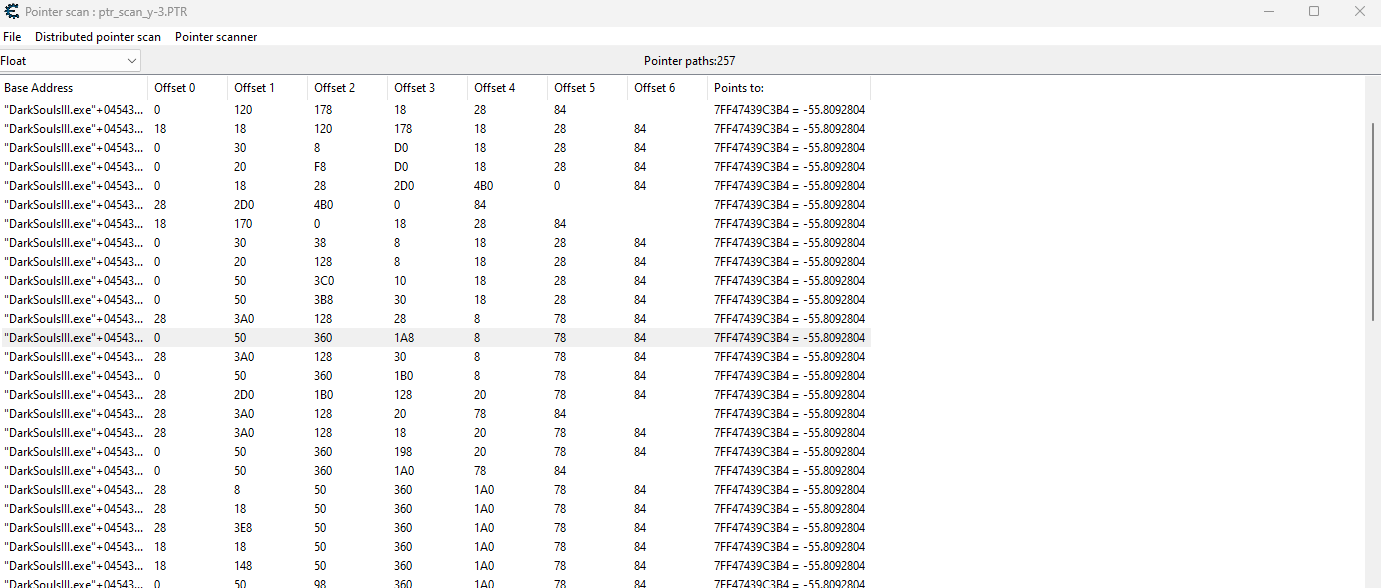 Pointer scan : ptr_scan_y-3.PTR
File Distributed pointer scan Pointer scanner
Float Pointer paths:257
Base Address Offset 0 Offset 1 Offset 2 Offset 3 Offset 4 Offset 5 Offset 6 Points to:
"DarkSoulsIII.exe"+04543... 0 120 178 18 28 84 7FF47439C3B4 = -55.8092804
"DarkSoulsIII.exe"+04543... 18 18 120 178 18 28 84 7FF47439C3B4 = -55.8092804
"DarkSoulsIII.exe"+04543... 0 30 8 D0 18 28 84 7FF47439C3B4 = -55.8092804
"DarkSoulsIII.exe"+04543... 0 20 F8 D0 18 28 84 7FF47439C3B4 = -55.8092804
"DarkSoulsIII.exe"+04543... 0 18 28 2D0 4B0 0 84 7FF47439C3B4 = -55.8092804
"DarkSoulsIII.exe"+04543... 28 2D0 4B0 0 84 7FF47439C3B4 = -55.8092804
"DarkSoulsIII.exe"+04543... 18 170 0 18 28 84 7FF47439C3B4 = -55.8092804
"DarkSoulsIII.exe"+04543... 0 30 38 8 18 28 84 7FF47439C3B4 = -55.8092804
"DarkSoulsIII.exe"+04543... 0 20 128 8 18 28 84 7FF47439C3B4 = -55.8092804
"DarkSoulsIII.exe"+04543... 0 50 3C0 10 18 28 84 7FF47439C3B4 = -55.8092804
"DarkSoulsIII.exe"+04543... 0 50 3B8 30 18 28 84 7FF47439C3B4 = -55.8092804
"DarkSoulsIII.exe"+04543... 28 3A0 128 28 8 78 84 7FF47439C3B4 = -55.8092804
"DarkSoulsIII.exe"+04543... 0 50 360 1A8 8 78 84 7FF47439C3B4 = -55.8092804
"DarkSoulsIII.exe"+04543... 28 3A0 128 30 8 78 84 7FF47439C3B4 = -55.8092804
"DarkSoulsIII.exe"+04543... 0 50 360 1B0 8 78 84 7FF47439C3B4 = -55.8092804
"DarkSoulsIII.exe"+04543... 28 2D0 1B0 128 20 78 84 7FF47439C3B4 = -55.8092804
"DarkSoulsIII.exe"+04543... 28 3A0 128 20 78 84 7FF47439C3B4 = -55.8092804
"DarkSoulsIII.exe"+04543... 28 3A0 128 18 20 78 84 7FF47439C3B4 = -55.8092804
"DarkSoulsIII.exe"+04543... 0 50 360 198 20 78 84 7FF47439C3B4 = -55.8092804
"DarkSoulsIII.exe"+04543... 0 50 360 1A0 78 84 7FF47439C3B4 = -55.8092804
"DarkSoulsIII.exe"+04543... 28 8 50 360 1A0 78 84 7FF47439C3B4 = -55.8092804
"DarkSoulsIII.exe"+04543... 28 18 50 360 1A0 78 84 7FF47439C3B4 = -55.8092804
"DarkSoulsIII.exe"+04543... 28 3E8 50 360 1A0 78 84 7FF47439C3B4 = -55.8092804
"DarkSoulsIII.exe"+04543... 18 18 50 360 1A0 78 84 7FF47439C3B4 = -55.8092804
"DarkSoulsIII.exe"+04543... 18 148 50 360 1A0 78 84 7FF47439C3B4 = -55.8092804
"DarkSoulsIII.exe"+04543... 0 50 98 360 1A0 78 84 7FF47439C3B4 = -55.8092804